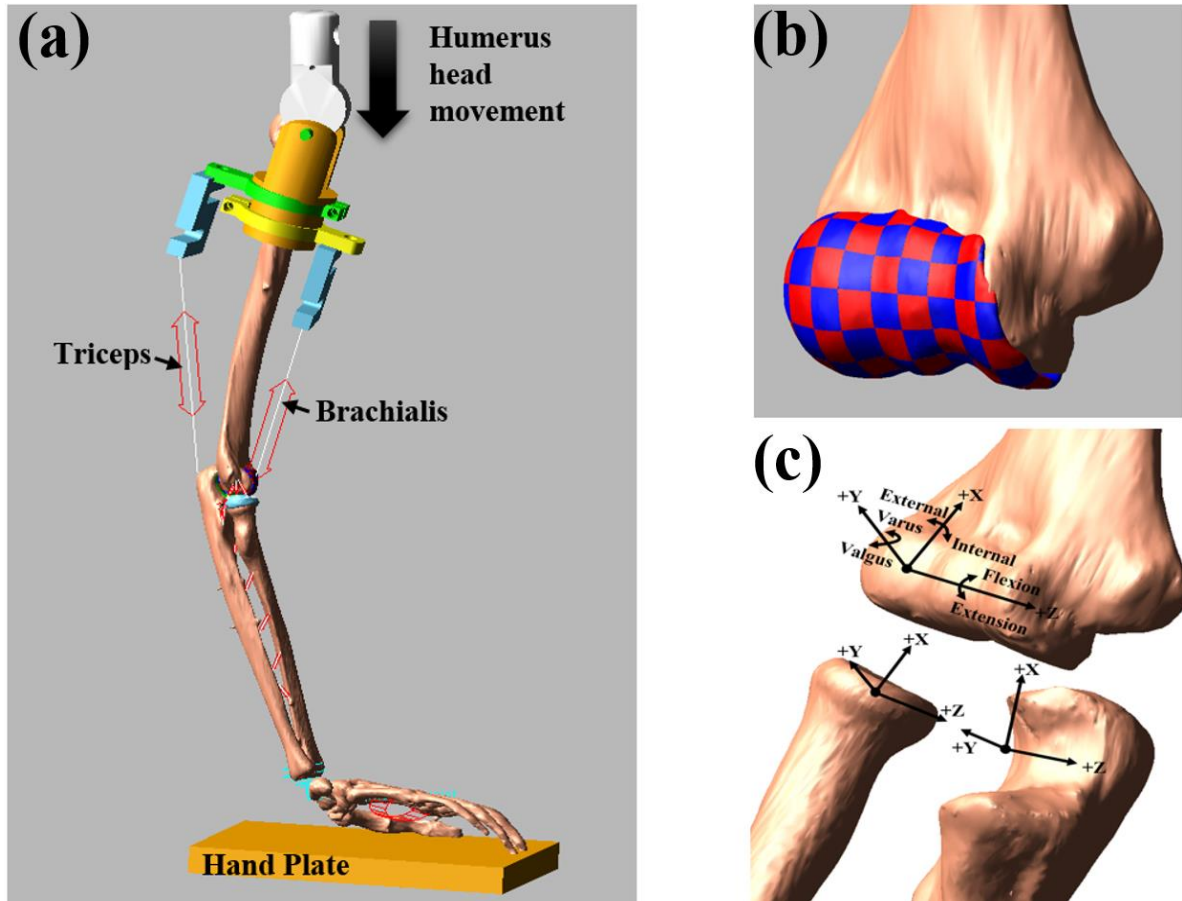 (a)
Humerus
head
movement
Triceps
Brachialis
Hand Plate
(b)
(c)
+Y
External
+X
Varus
Valgus
Internal
Flexion
+Z
Extension
+Y
+X
+Z
+X
+Y
+Z